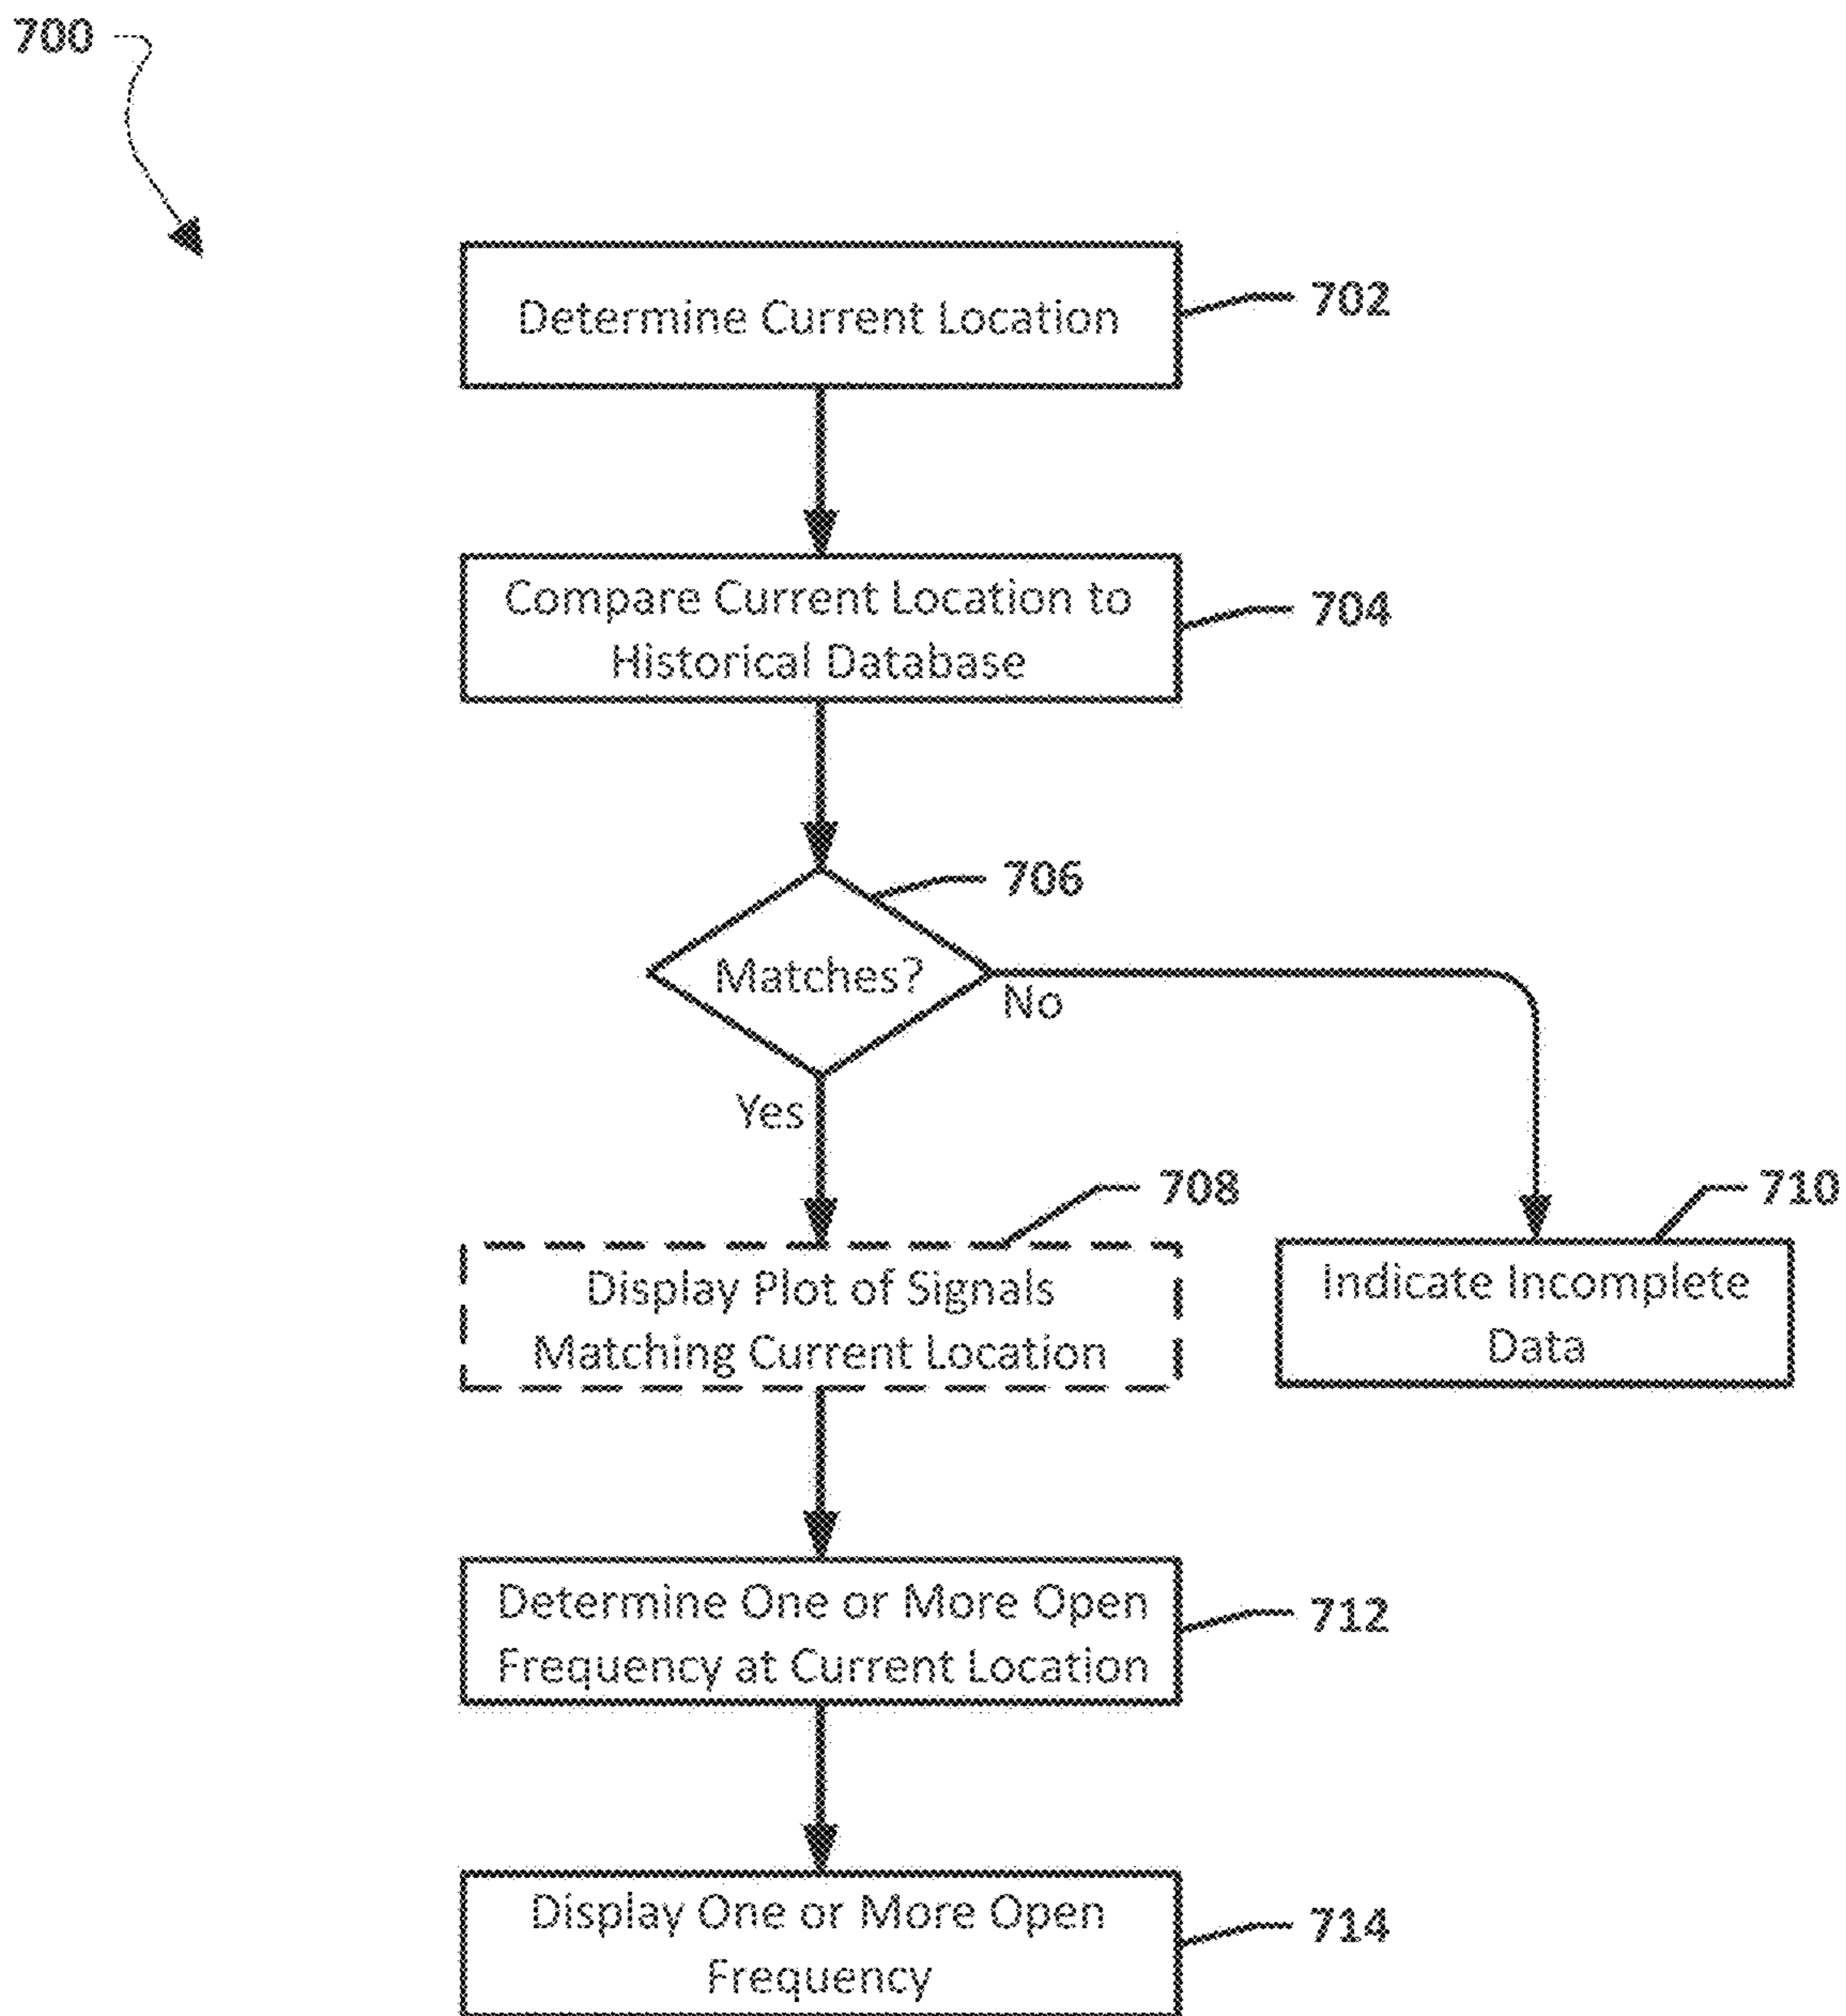 700
Determine Current Location
702
Compare Current Location to
Historical Database
704
706
Matches?
No
Yes
708
710
Display Plot of Signals
Matching Current Location
Indicate Incomplete
Data
Determine One or More Open
Frequency at Current Location
712
Display One or More Open
Frequency
714